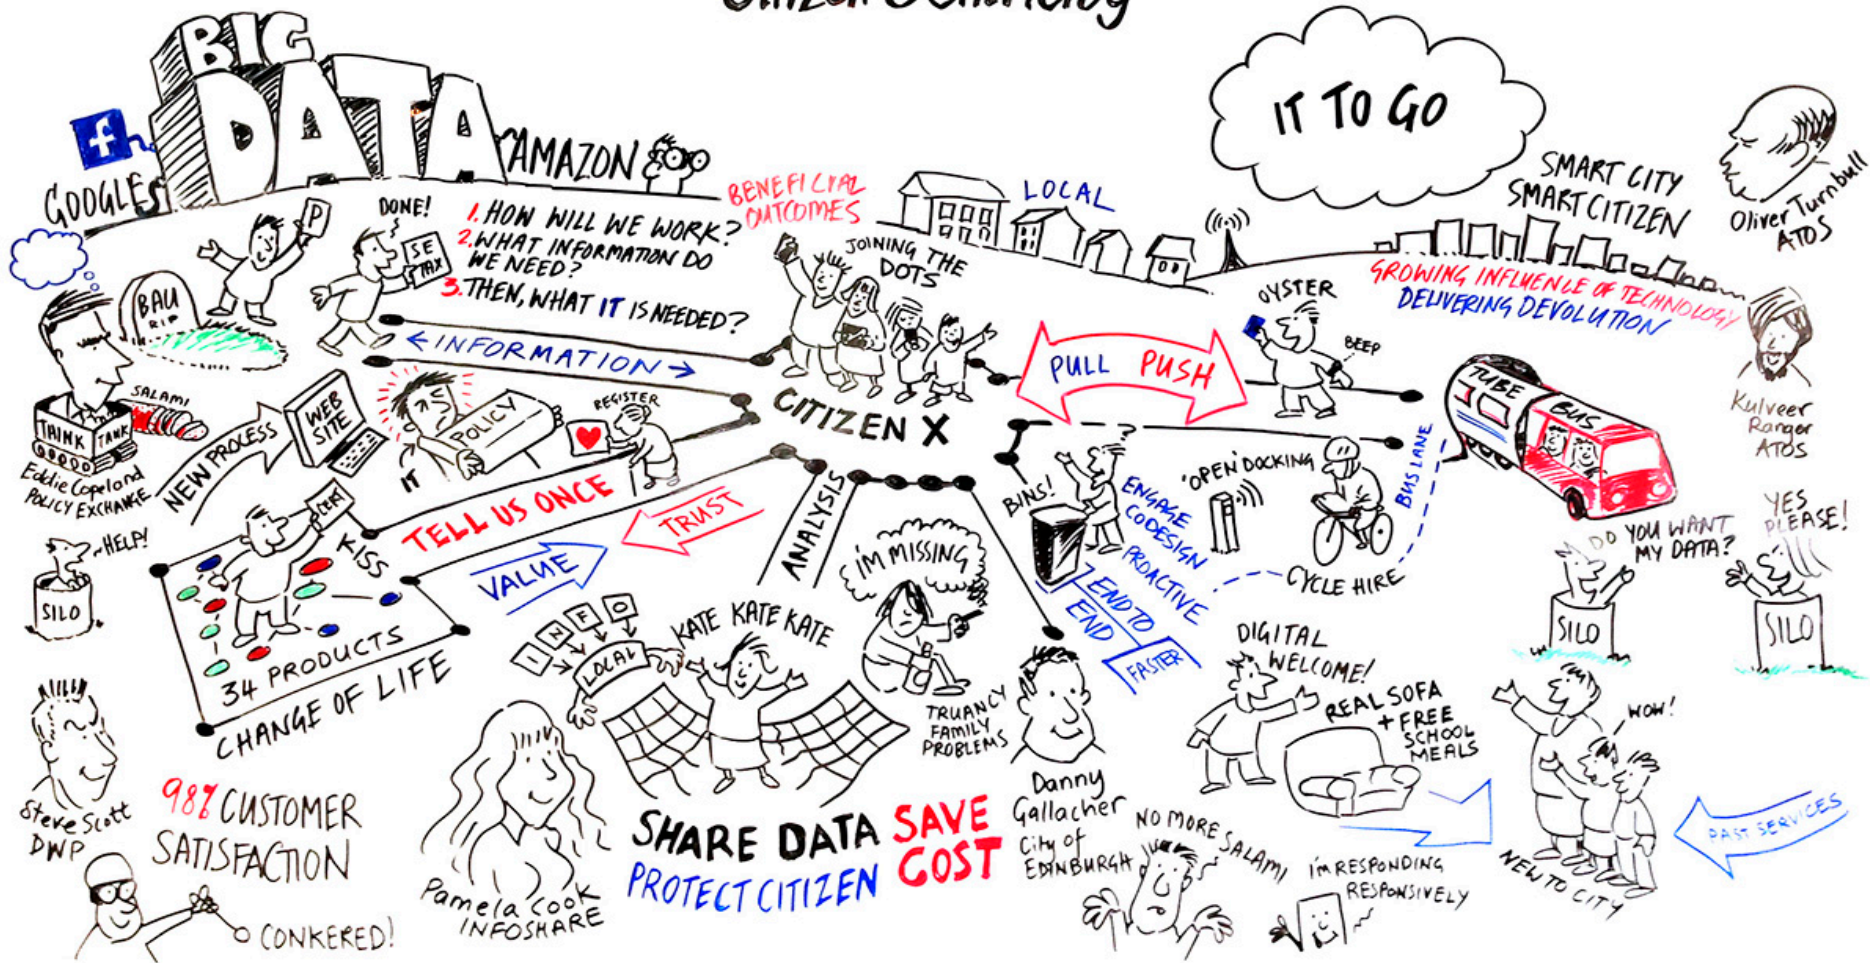 BIG
DATA
f
GOOGLE
AMAZON
IT TO GO
SMART CITY
SMART CITIZEN
Oliver Turnbull
ATOS
BENEFICIAL
OUTCOMES
LOCAL
DONE!
P
SE
TAX
1. HOW WILL WE WORK?
2. WHAT INFORMATION DO
WE NEED?
3. THEN, WHAT IT IS NEEDED?
JOINING THE
DOTS
BAU
RIP
← INFORMATION →
OYSTER
BEEP
GROWING INFLUENCE OF TECHNOLOGY
DELIVERING DEVOLUTION
PULL PUSH
Kulveer
Ranger
ATOS
THINK TANK
SALAMI
Eddie Copeland
POLICY EXCHANGE
NEW PROCESS
WEB
SITE
IT
POLICY
REGISTER
CITIZEN X
TUBE
BUS
BUS LANE
TELL US ONCE
TRUST
VALUE
ANALYSIS
BINS!
ENGAGE
CODESIGN
PROACTIVE
END TO
END
FASTER
'OPEN' DOCKING
CYCLE HIRE
DO YOU WANT
MY DATA?
YES
PLEASE!
SILO
SILO
HELP!
SILO
KISS
34 PRODUCTS
CHANGE OF LIFE
INFO
LOCAL
KATE KATE KATE
I'M MISSING
TRUANCY
FAMILY
PROBLEMS
DIGITAL
WELCOME!
REAL SOFA
+ FREE
SCHOOL
MEALS
WOW!
NEW TO CITY
PAST SERVICES
Steve Scott
DWP
98% CUSTOMER
SATISFACTION
CONKERED!
Pamela Cook
INFOSHARE
SHARE DATA SAVE
COST
PROTECT CITIZEN
Danny
Gallacher
City of
EDINBURGH
NO MORE SALAMI
I'M RESPONDING
RESPONSIVELY